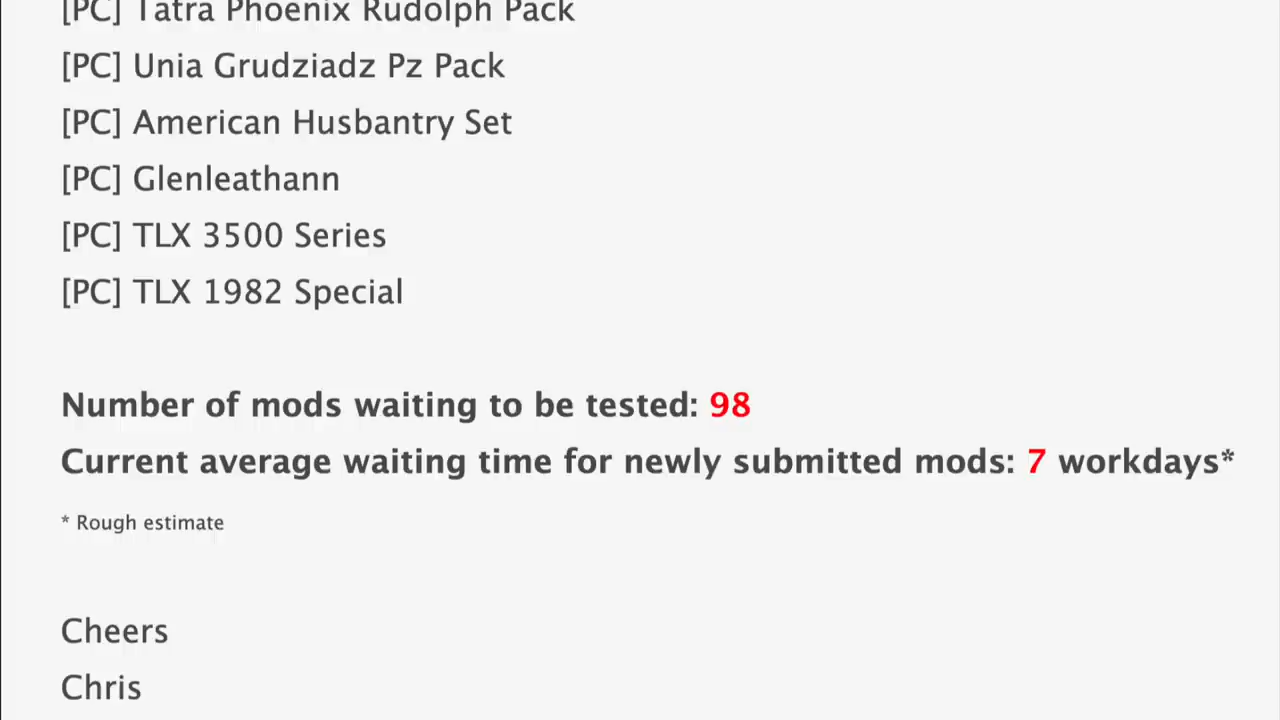 [PC] Tatra Phoenix Rudolph Pack
[PC] Unia Grudziadz Pz Pack
[PC] American Husbantry Set
[PC] Glenleathann
[PC] TLX 3500 Series
[PC] TLX 1982 Special
Number of mods waiting to be tested: 98
Current average waiting time for newly submitted mods: 7 workdays*
* Rough estimate
Cheers
Chris